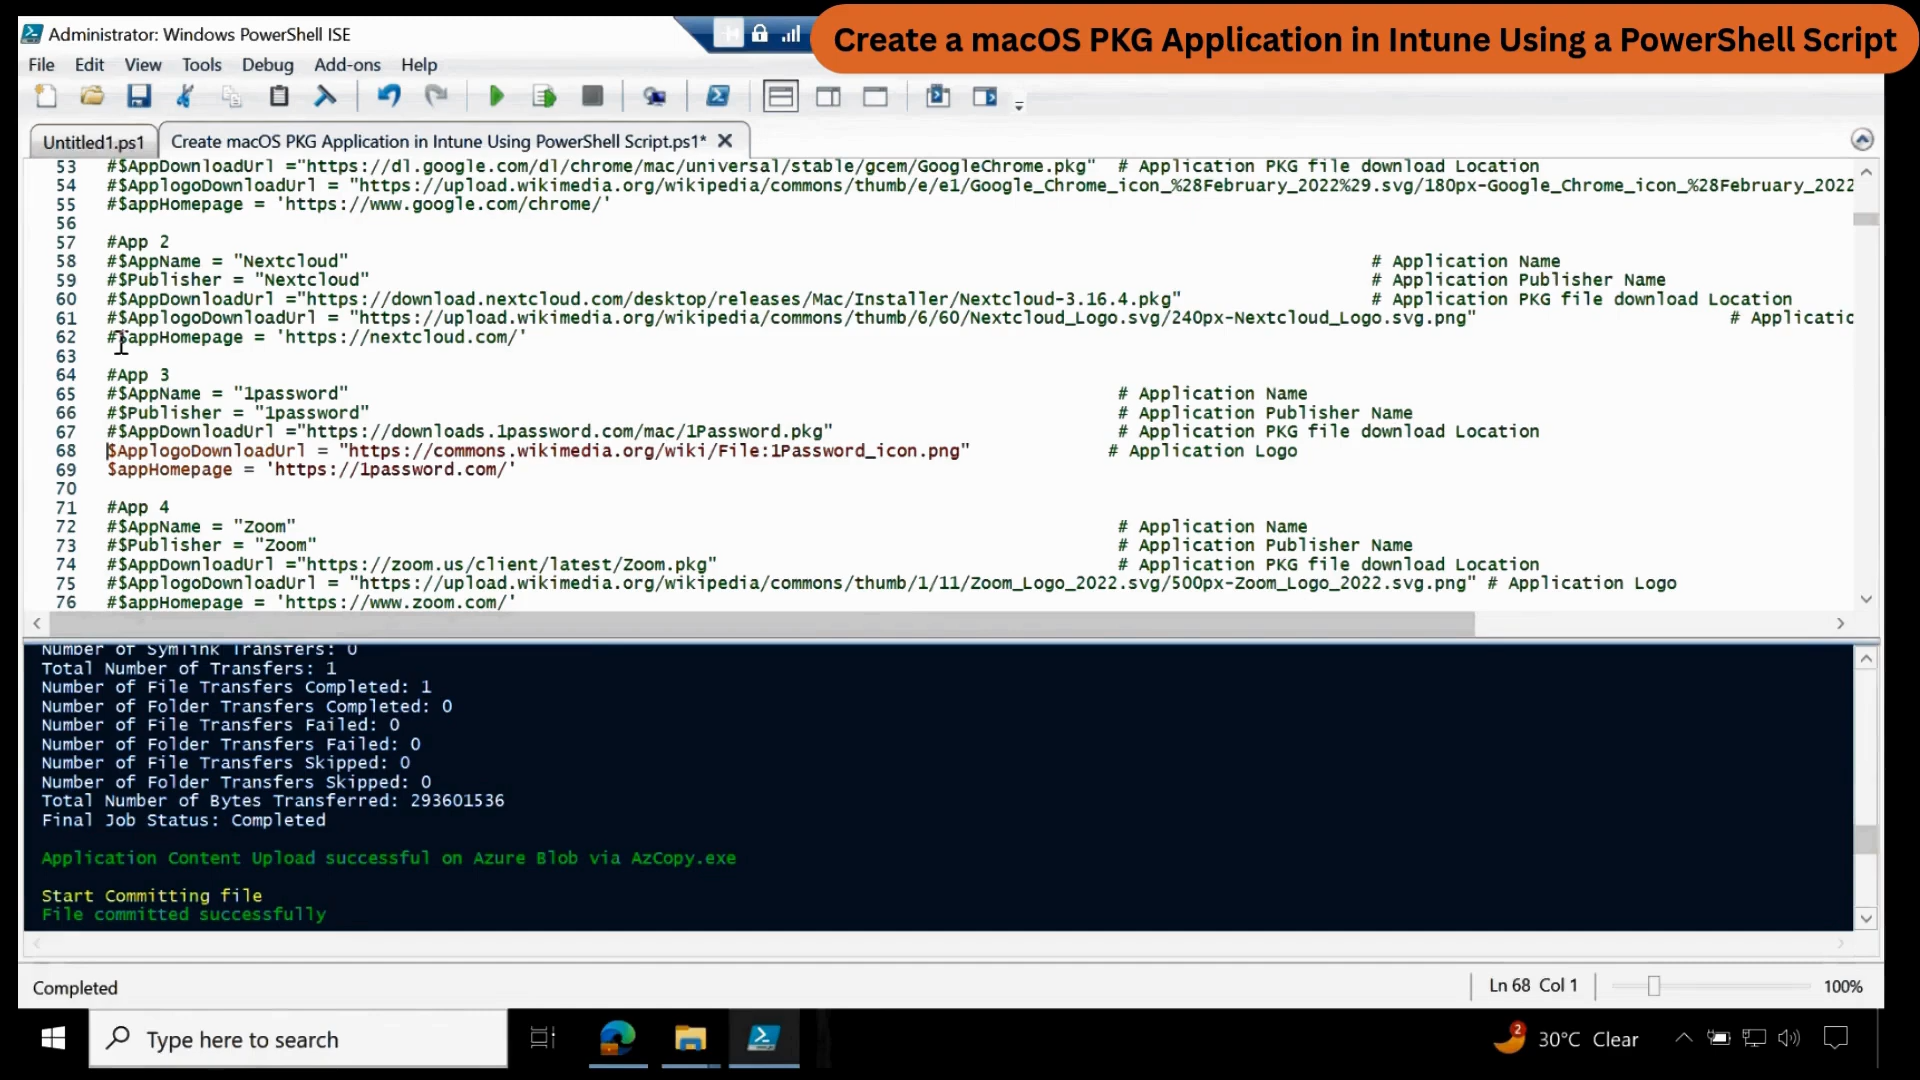 Administrator: Windows PowerShell ISE
Create a macOS PKG Application in Intune Using a PowerShell Script
File Edit View Tools Debug Add-ons Help
Untitled1.ps1 Create macOS PKG Application in Intune Using PowerShell Script.ps1* X
53 #$AppDownloadUrl ="https://dl.google.com/dl/chrome/mac/universal/stable/gcem/GoogleChrome.pkg" # Application PKG file download Location
54 #$ApplogoDownloadUrl = "https://upload.wikimedia.org/wikipedia/commons/thumb/e/e1/Google_Chrome_icon_%28February_2022%29.svg/180px-Google_Chrome_icon_%28February_2022
55 #$appHomepage = 'https://www.google.com/chrome/'
56
57 #App 2
58 #$AppName = "Nextcloud" # Application Name
59 #$Publisher = "Nextcloud" # Application Publisher Name
60 #$AppDownloadUrl ="https://download.nextcloud.com/desktop/releases/Mac/Installer/Nextcloud-3.16.4.pkg" # Application PKG file download Location
61 #$ApplogoDownloadUrl = "https://upload.wikimedia.org/wikipedia/commons/thumb/6/60/Nextcloud_Logo.svg/240px-Nextcloud_Logo.svg.png" # Applicatio
62 #$appHomepage = 'https://nextcloud.com/'
63
64 #App 3
65 #$AppName = "1password" # Application Name
66 #$Publisher = "1password" # Application Publisher Name
67 #$AppDownloadUrl ="https://downloads.1password.com/mac/1Password.pkg" # Application PKG file download Location
68 $ApplogoDownloadUrl = "https://commons.wikimedia.org/wiki/File:1Password_icon.png" # Application Logo
69 $appHomepage = 'https://1password.com/'
70
71 #App 4
72 #$AppName = "Zoom" # Application Name
73 #$Publisher = "Zoom" # Application Publisher Name
74 #$AppDownloadUrl ="https://zoom.us/client/latest/Zoom.pkg" # Application PKG file download Location
75 #$ApplogoDownloadUrl = "https://upload.wikimedia.org/wikipedia/commons/thumb/1/11/Zoom_Logo_2022.svg/500px-Zoom_Logo_2022.svg.png" # Application Logo
76 #$appHomepage = 'https://www.zoom.com/'
Number of Symlink Transfers: 0
Total Number of Transfers: 1
Number of File Transfers Completed: 1
Number of Folder Transfers Completed: 0
Number of File Transfers Failed: 0
Number of Folder Transfers Failed: 0
Number of File Transfers Skipped: 0
Number of Folder Transfers Skipped: 0
Total Number of Bytes Transferred: 293601536
Final Job Status: Completed
Application Content Upload successful on Azure Blob via AzCopy.exe
Start Committing file
File committed successfully
Completed Ln 68 Col 1 100%
Type here to search 2 30°C Clear